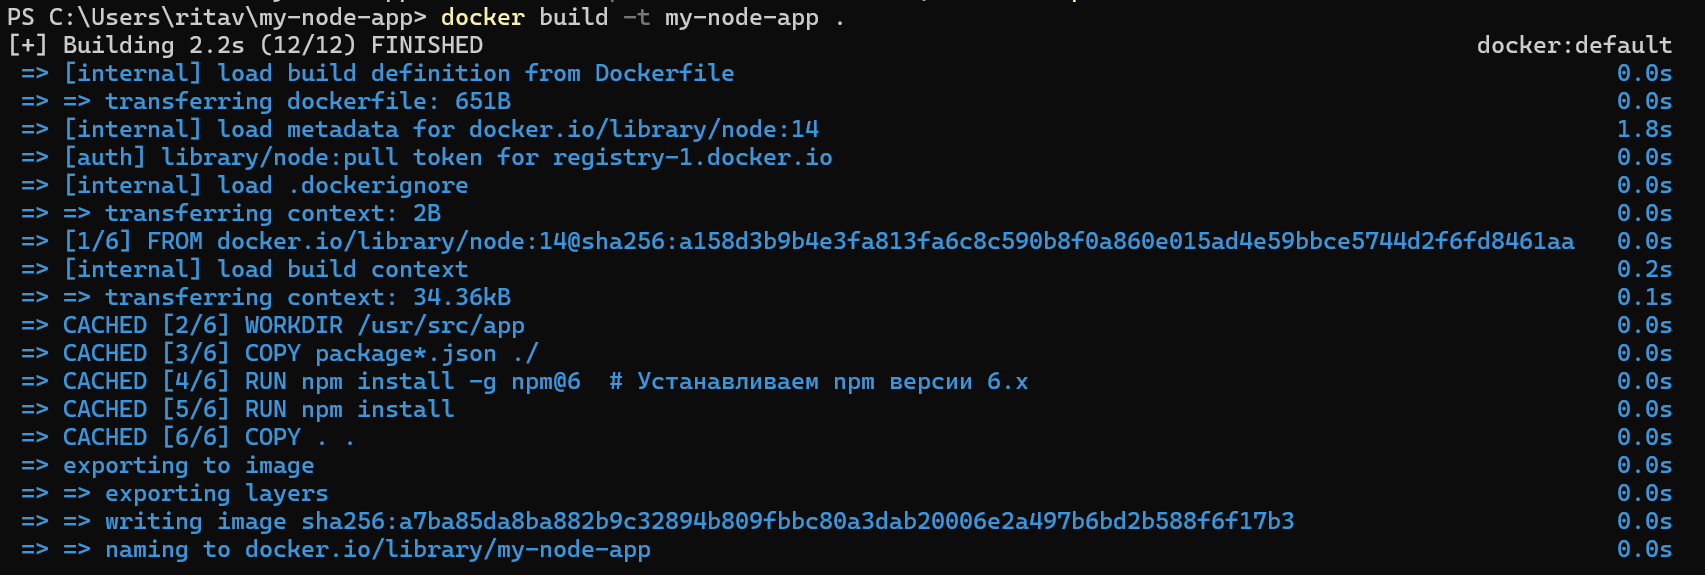 PS C:\Users\ritav\my-node-app> docker build -t my-node-app .
[+] Building 2.2s (12/12) FINISHED docker:default
=> [internal] load build definition from Dockerfile 0.0s
=> => transferring dockerfile: 651B 0.0s
=> [internal] load metadata for docker.io/library/node:14 1.8s
=> [auth] library/node:pull token for registry-1.docker.io 0.0s
=> [internal] load .dockerignore 0.0s
=> => transferring context: 2B 0.0s
=> [1/6] FROM docker.io/library/node:14@sha256:a158d3b9b4e3fa813fa6c8c590b8f0a860e015ad4e59bbce5744d2f6fd8461aa 0.0s
=> [internal] load build context 0.2s
=> => transferring context: 34.36kB 0.1s
=> CACHED [2/6] WORKDIR /usr/src/app 0.0s
=> CACHED [3/6] COPY package*.json ./ 0.0s
=> CACHED [4/6] RUN npm install -g npm@6  # Устанавливаем npm версии 6.x 0.0s
=> CACHED [5/6] RUN npm install 0.0s
=> CACHED [6/6] COPY . . 0.0s
=> exporting to image 0.0s
=> => exporting layers 0.0s
=> => writing image sha256:a7ba85da8ba882b9c32894b809fbbc80a3dab20006e2a497b6bd2b588f6f17b3 0.0s
=> => naming to docker.io/library/my-node-app 0.0s